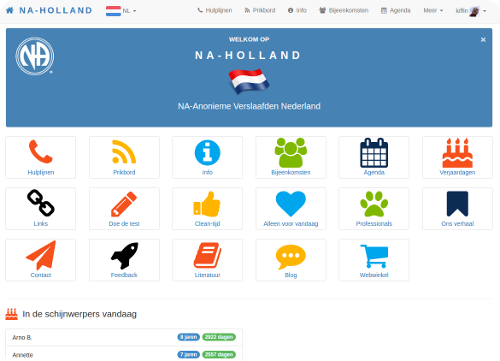 NA-HOLLAND
NL
Hulplijnen
Prikbord
Info
Bijeenkomsten
Agenda
Meer
WELKOM OP
×
NA-HOLLAND
NA
NA-Anonieme Verslaafden Nederland
Hulplijnen
Prikbord
Info
Bijeenkomsten
Agenda
Verjaardagen
Links
Doe de test
Clean-tijd
Alleen voor vandaag
Professionals
Ons verhaal
Contact
Feedback
Literatuur
Blog
Webwinkel
In de schijnwerpers vandaag
Arno B. 8 jaren 2922 dagen
Annette 7 jaren 2557 dagen